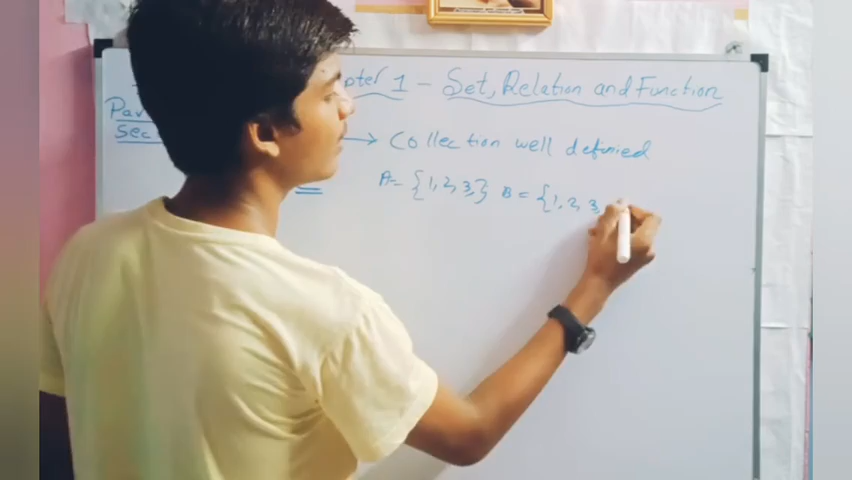 pter 1 - Set, Relation and Function
Par
Sec
→ Collection well defined
A= {1, 2, 3,} B = {1, 2, 3,